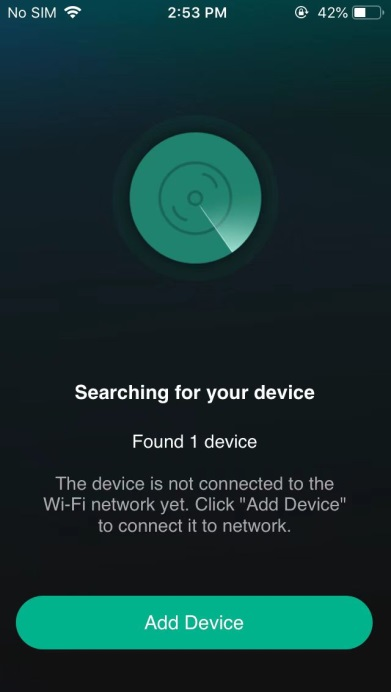 No SIM 2:53 PM 42%
Searching for your device
Found 1 device
The device is not connected to the
Wi-Fi network yet. Click "Add Device"
to connect it to network.
Add Device